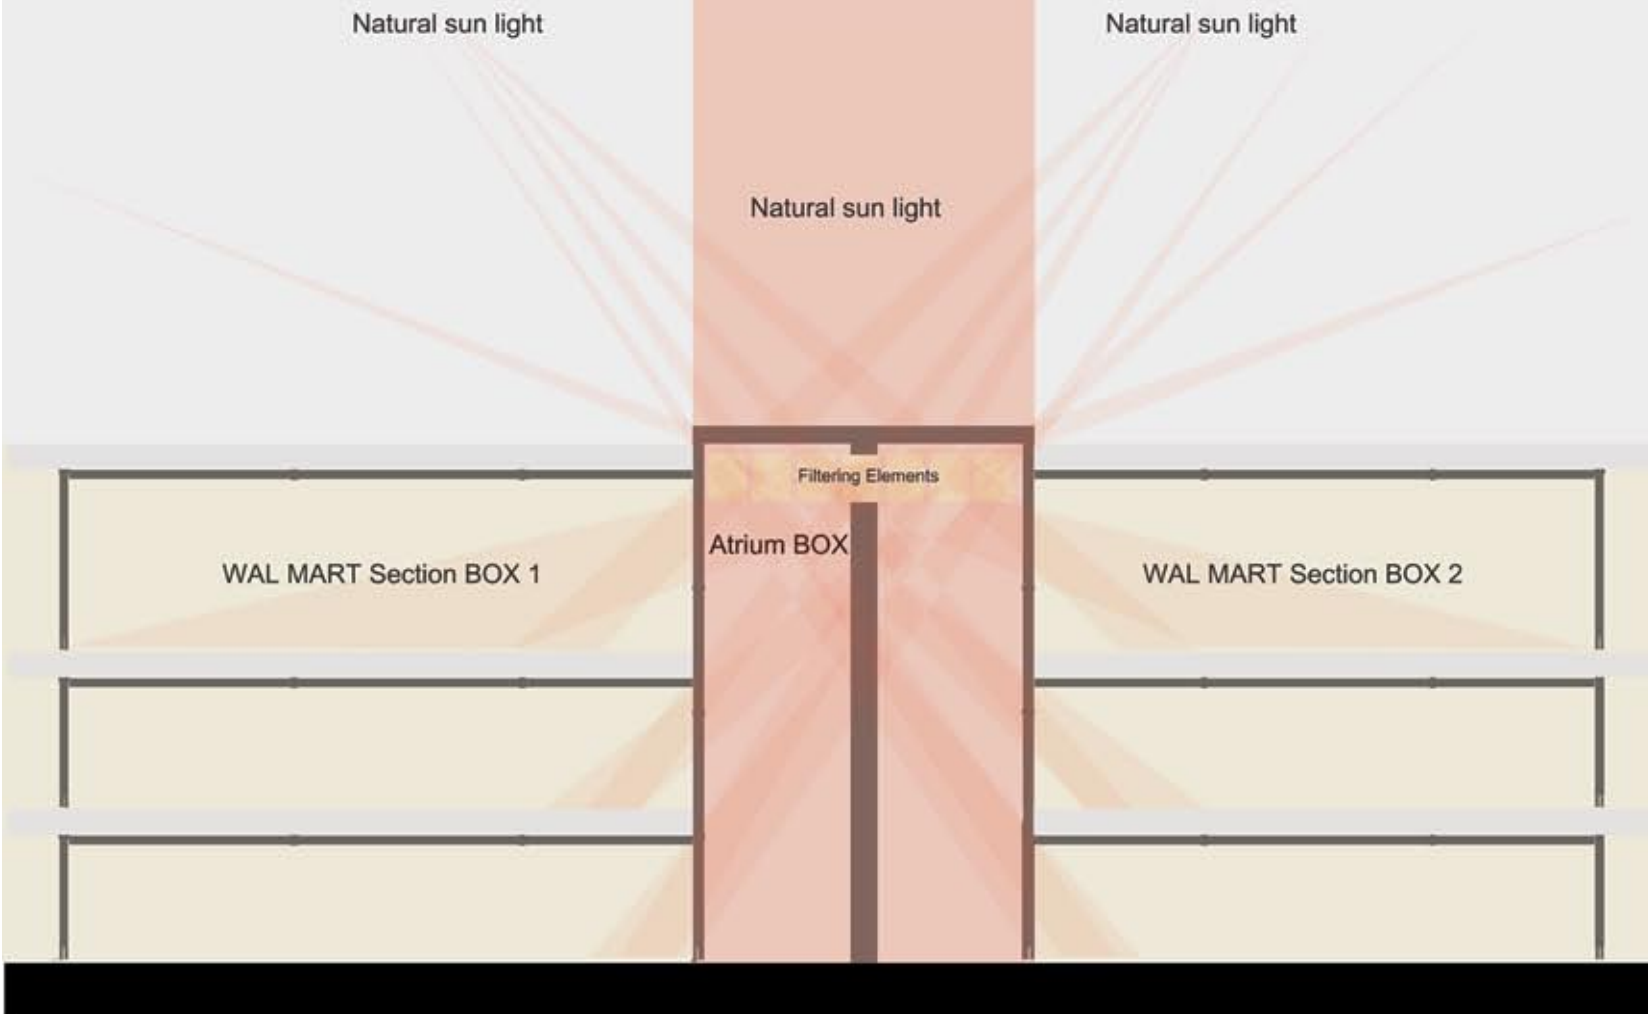 Natural sun light
Natural sun light
Natural sun light
Filtering Elements
Atrium BOX
WAL MART Section BOX 1
WAL MART Section BOX 2